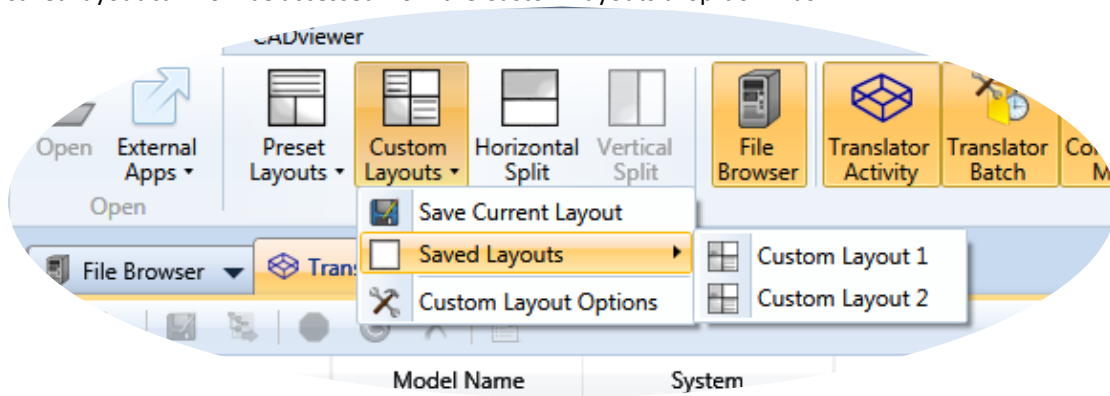 CADviewer
Open
External Apps
Preset Layouts
Custom Layouts
Horizontal Split
Vertical Split
File Browser
Translator Activity
Translator Batch
Open
Save Current Layout
Saved Layouts
Custom Layout 1
Custom Layout 2
Custom Layout Options
File Browser
Model Name
System